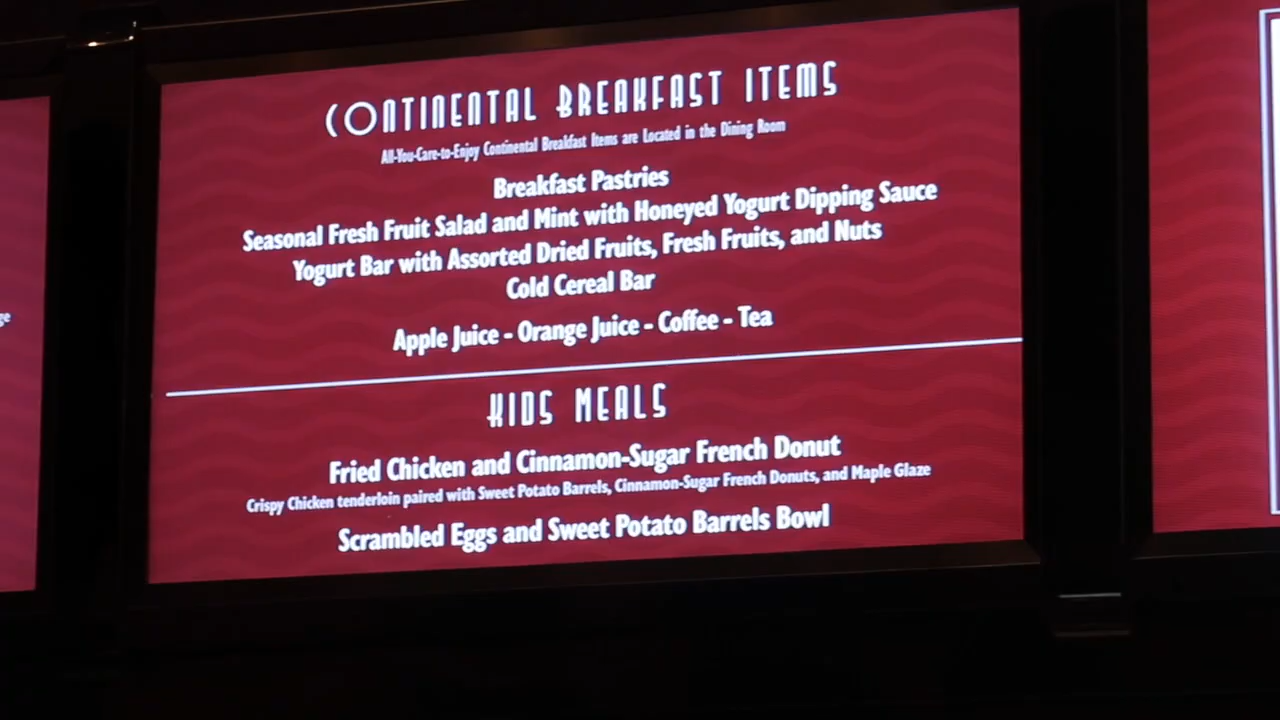 CONTINENTAL BREAKFAST ITEMS
All-You-Care-to-Enjoy Continental Breakfast Items are Located in the Dining Room
Breakfast Pastries
Seasonal Fresh Fruit Salad and Mint with Honeyed Yogurt Dipping Sauce
Yogurt Bar with Assorted Dried Fruits, Fresh Fruits, and Nuts
Cold Cereal Bar
Apple Juice - Orange Juice - Coffee - Tea
KIDS MEALS
Fried Chicken and Cinnamon-Sugar French Donut
Crispy Chicken tenderloin paired with Sweet Potato Barrels, Cinnamon-Sugar French Donuts, and Maple Glaze
Scrambled Eggs and Sweet Potato Barrels Bowl